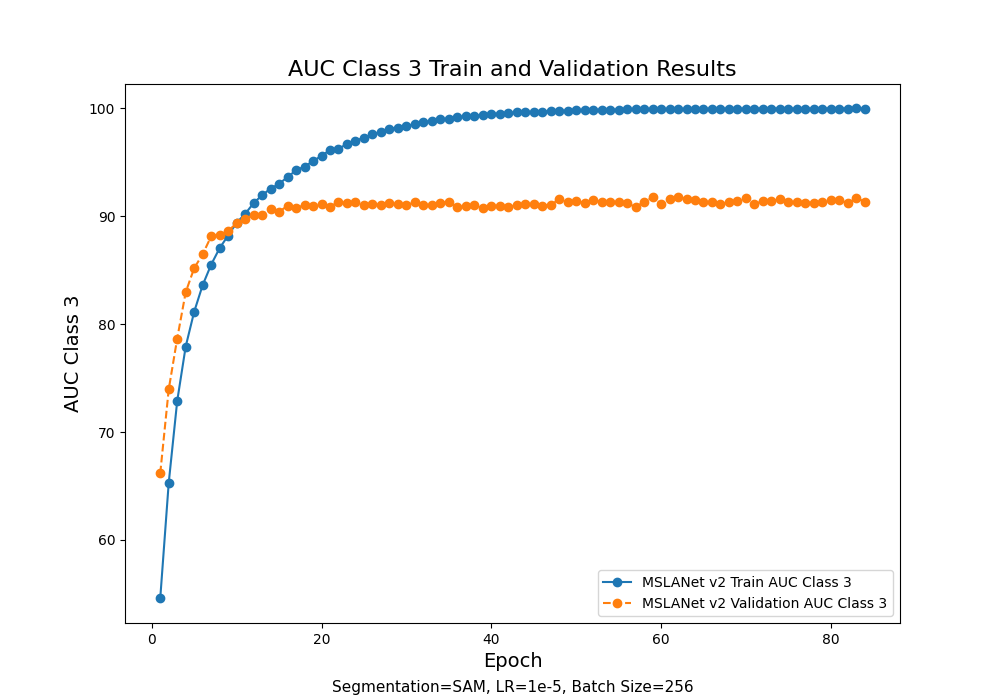 AUC Class 3 Train and Validation Results
AUC Class 3
100
90
80
70
60
0 20 40 60 80
MSLANet v2 Train AUC Class 3
MSLANet v2 Validation AUC Class 3
Epoch
Segmentation=SAM, LR=1e-5, Batch Size=256